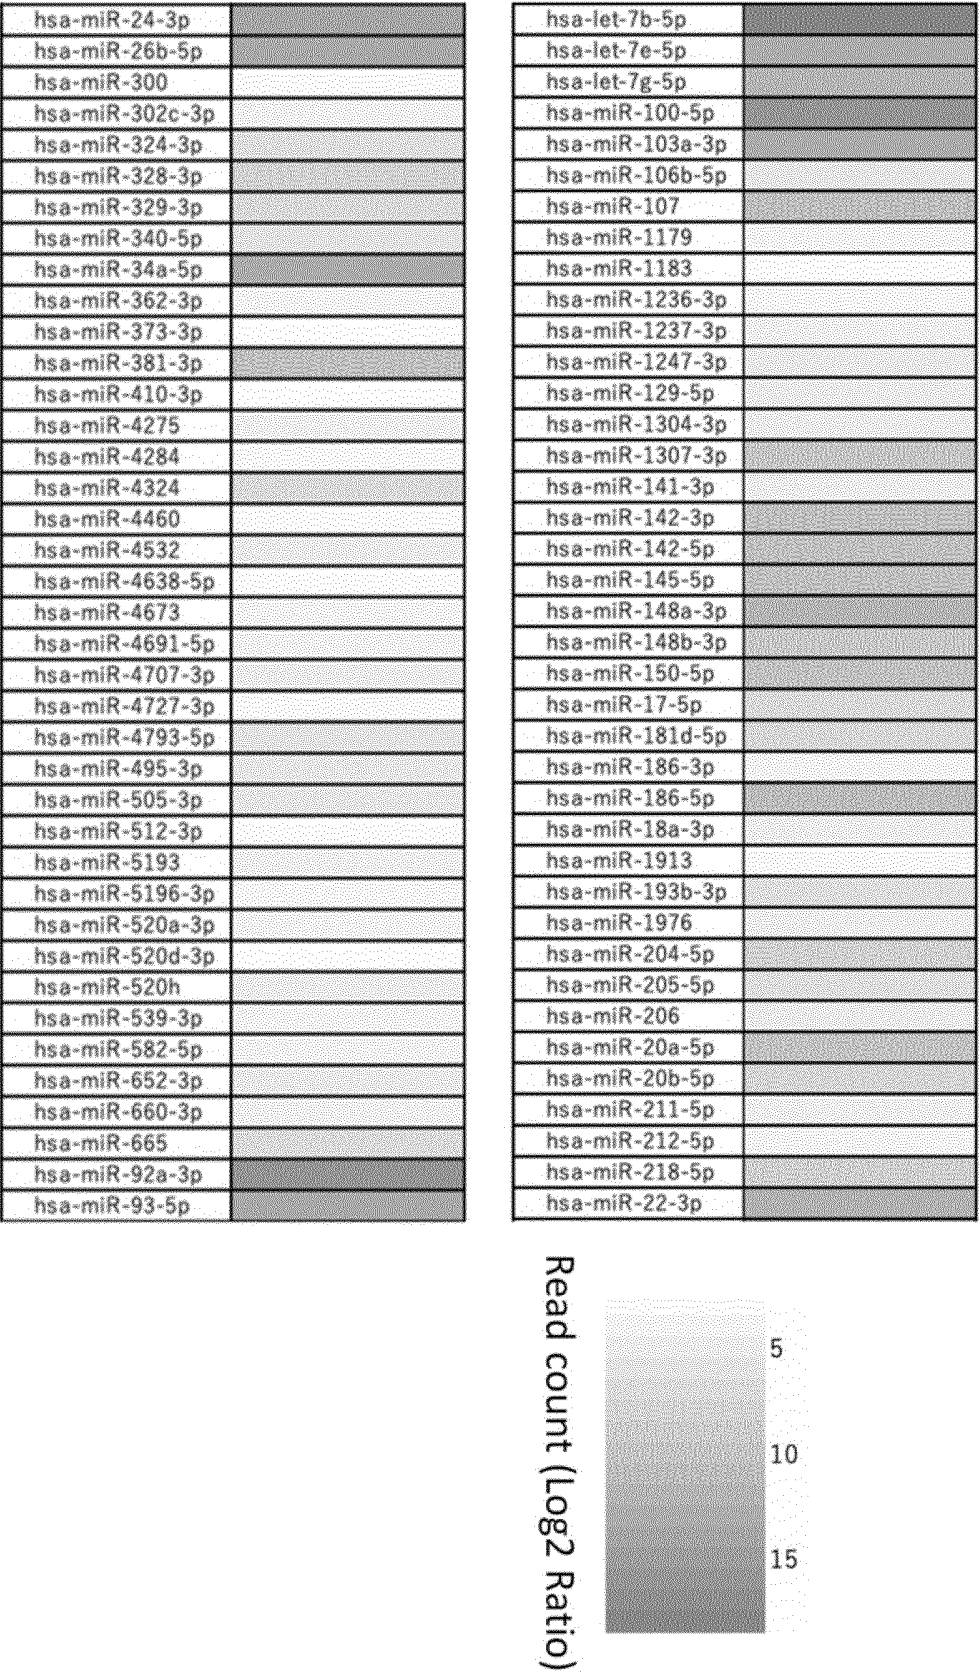 hsa-miR-24-3p
hsa-miR-26b-5p
hsa-miR-300
hsa-miR-302c-3p
hsa-miR-324-3p
hsa-miR-328-3p
hsa-miR-329-3p
hsa-miR-340-5p
hsa-miR-34a-5p
hsa-miR-362-3p
hsa-miR-373-3p
hsa-miR-381-3p
hsa-miR-410-3p
hsa-miR-4275
hsa-miR-4284
hsa-miR-4324
hsa-miR-4460
hsa-miR-4532
hsa-miR-4638-5p
hsa-miR-4673
hsa-miR-4691-5p
hsa-miR-4707-3p
hsa-miR-4727-3p
hsa-miR-4793-5p
hsa-miR-495-3p
hsa-miR-505-3p
hsa-miR-512-3p
hsa-miR-5193
hsa-miR-5196-3p
hsa-miR-520a-3p
hsa-miR-520d-3p
hsa-miR-520h
hsa-miR-539-3p
hsa-miR-582-5p
hsa-miR-652-3p
hsa-miR-660-3p
hsa-miR-665
hsa-miR-92a-3p
hsa-miR-93-5p
hsa-let-7b-5p
hsa-let-7e-5p
hsa-let-7g-5p
hsa-miR-100-5p
hsa-miR-103a-3p
hsa-miR-106b-5p
hsa-miR-107
hsa-miR-1179
hsa-miR-1183
hsa-miR-1236-3p
hsa-miR-1237-3p
hsa-miR-1247-3p
hsa-miR-129-5p
hsa-miR-1304-3p
hsa-miR-1307-3p
hsa-miR-141-3p
hsa-miR-142-3p
hsa-miR-142-5p
hsa-miR-145-5p
hsa-miR-148a-3p
hsa-miR-148b-3p
hsa-miR-150-5p
hsa-miR-17-5p
hsa-miR-181d-5p
hsa-miR-186-3p
hsa-miR-186-5p
hsa-miR-18a-3p
hsa-miR-1913
hsa-miR-193b-3p
hsa-miR-1976
hsa-miR-204-5p
hsa-miR-205-5p
hsa-miR-206
hsa-miR-20a-5p
hsa-miR-20b-5p
hsa-miR-211-5p
hsa-miR-212-5p
hsa-miR-218-5p
hsa-miR-22-3p
Read count (Log2 Ratio)
5
10
15